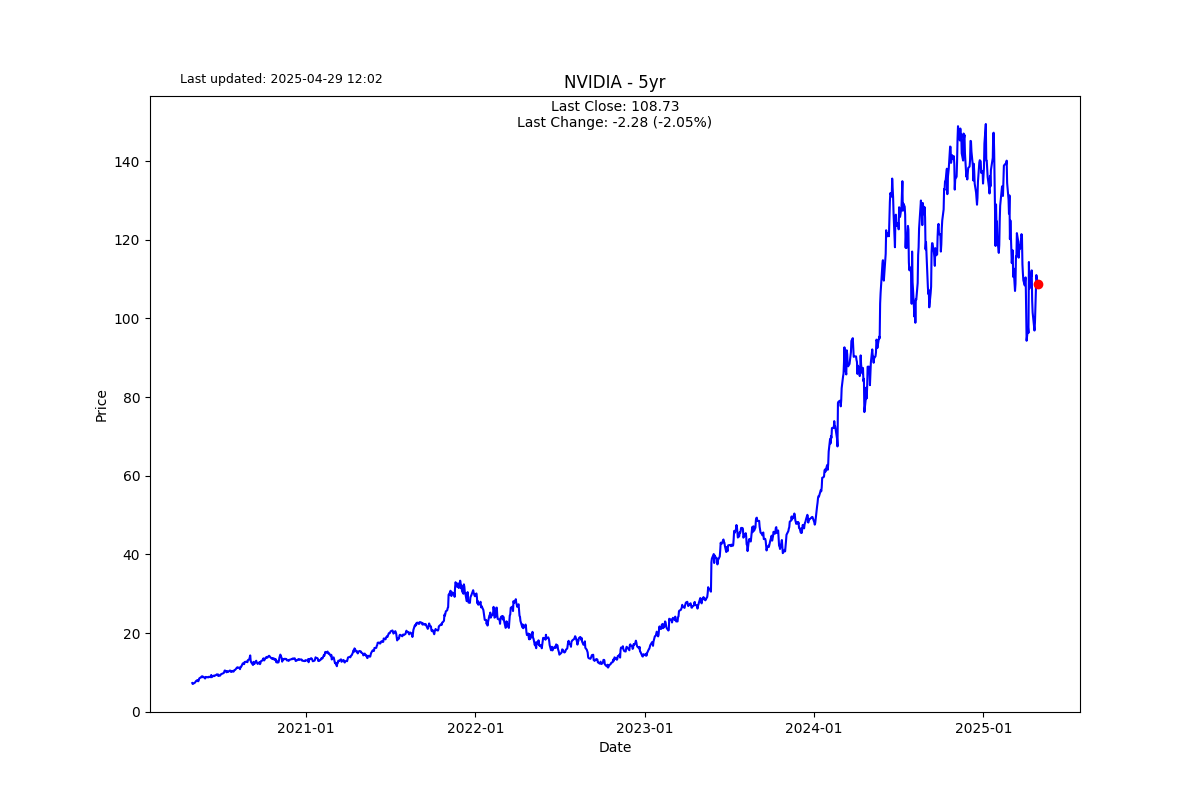 Last updated: 2025-04-29 12:02
NVIDIA - 5yr
Last Close: 108.73
Last Change: -2.28 (-2.05%)
140
120
100
80
60
40
20
0
Price
2021-01
2022-01
2023-01
2024-01
2025-01
Date